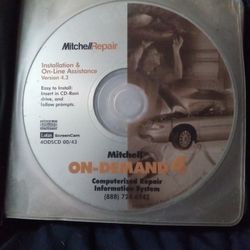 MitchellRepair
Installation &
On-Line Assistance
Version 4.3
Easy to Install:
Insert in CD-Rom
drive, and
follow prompts.
Lotus ScreenCam
4ODSCD 00/43
Mitchell
ON-DEMAND 4
Computerized Repair
Information System
(888) 724-6742